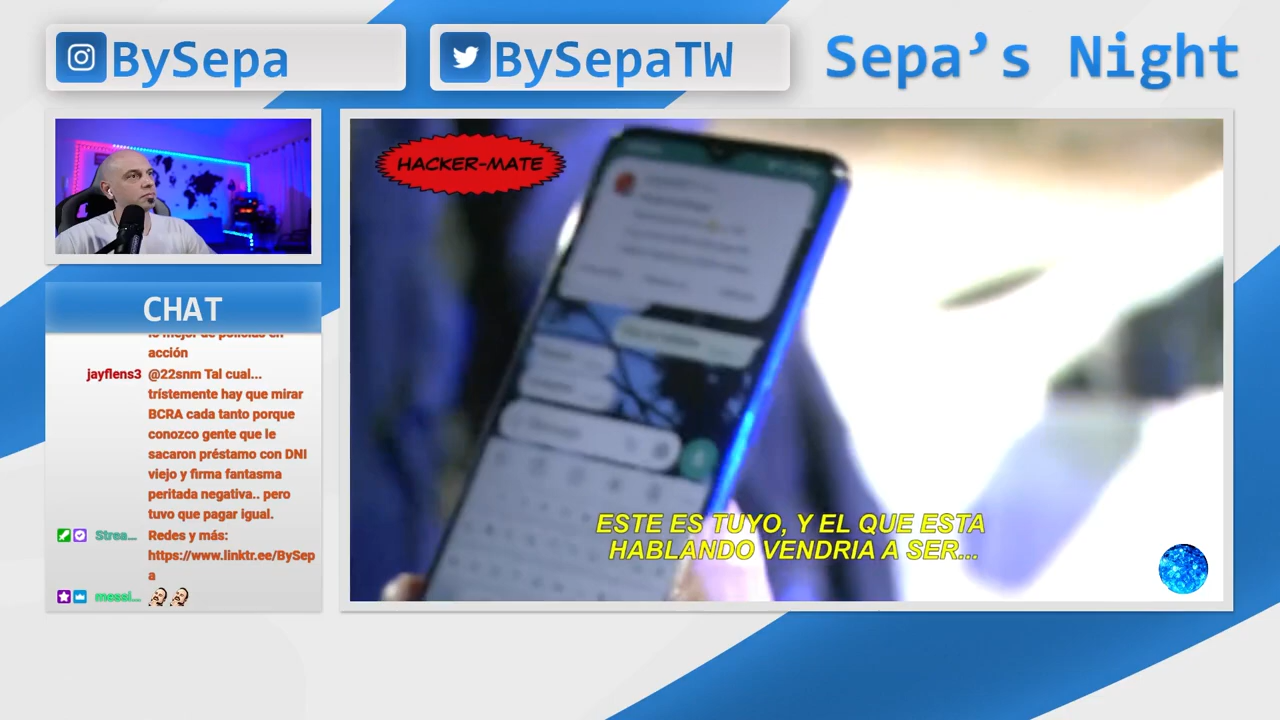 BySepa
BySepaTW
Sepa’s Night
HACKER-MATE
CHAT
lo mejor de policías en
acción
jayflens3 @22snm Tal cual...
trístemente hay que mirar
BCRA cada tanto porque
conozco gente que le
sacaron préstamo con DNI
viejo y firma fantasma
peritada negativa.. pero
tuvo que pagar igual.
Strea... Redes y más:
https://www.linktr.ee/BySep
a
messi...
ESTE ES TUYO, Y EL QUE ESTA
HABLANDO VENDRIA A SER...